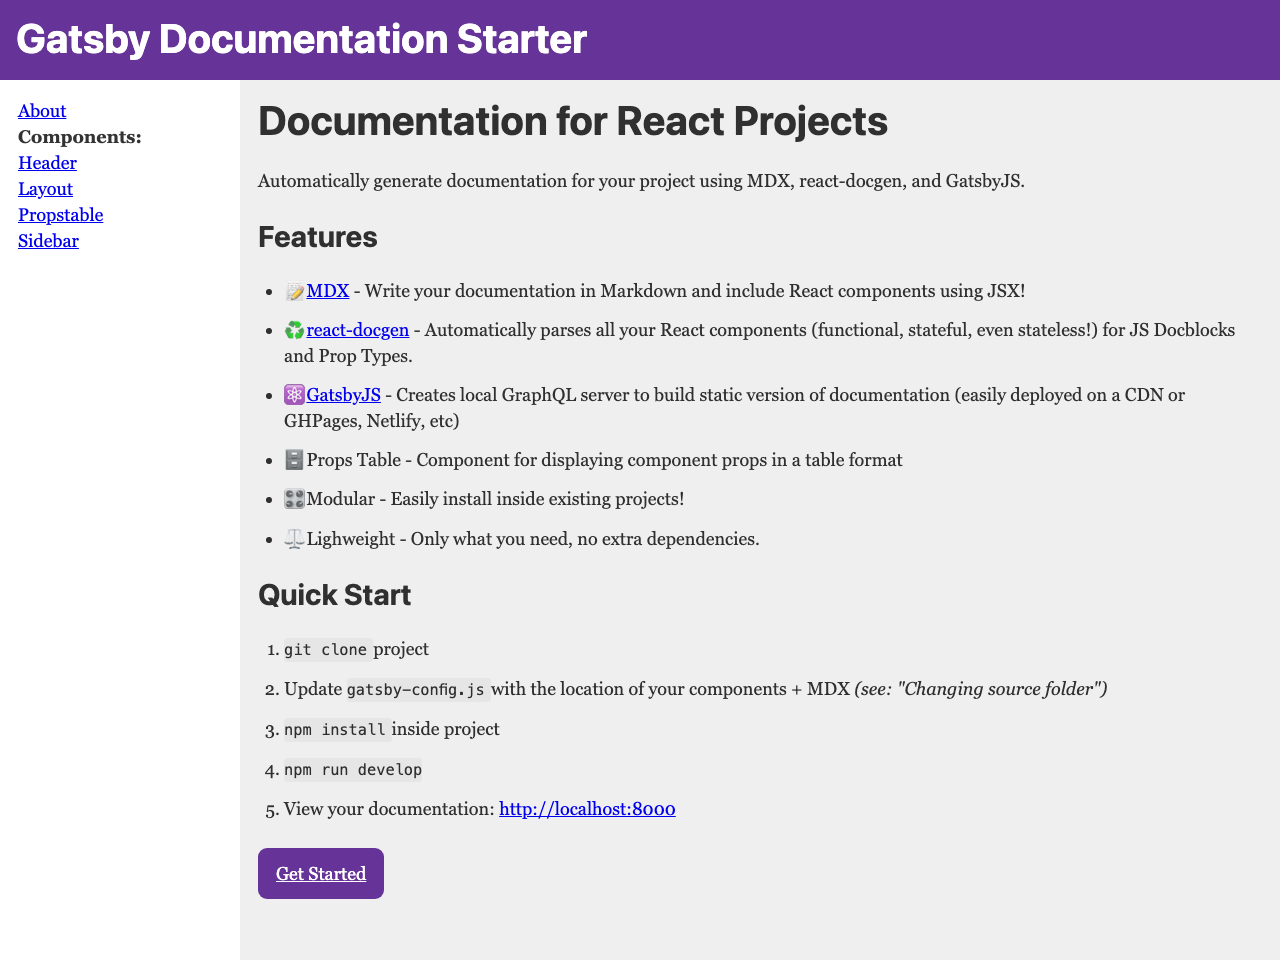 Gatsby Documentation Starter
About
Components:
Header
Layout
Propstable
Sidebar
Documentation for React Projects
Automatically generate documentation for your project using MDX, react-docgen, and GatsbyJS.
Features
• 📝MDX - Write your documentation in Markdown and include React components using JSX!
• ♻️react-docgen - Automatically parses all your React components (functional, stateful, even stateless!) for JS Docblocks
and Prop Types.
• ⚛️GatsbyJS - Creates local GraphQL server to build static version of documentation (easily deployed on a CDN or
GHPages, Netlify, etc)
• 🗄️Props Table - Component for displaying component props in a table format
• 🎛️Modular - Easily install inside existing projects!
• ⚖️Lighweight - Only what you need, no extra dependencies.
Quick Start
1. git clone project
2. Update gatsby-config.js with the location of your components + MDX (see: "Changing source folder")
3. npm install inside project
4. npm run develop
5. View your documentation: http://localhost:8000
Get Started